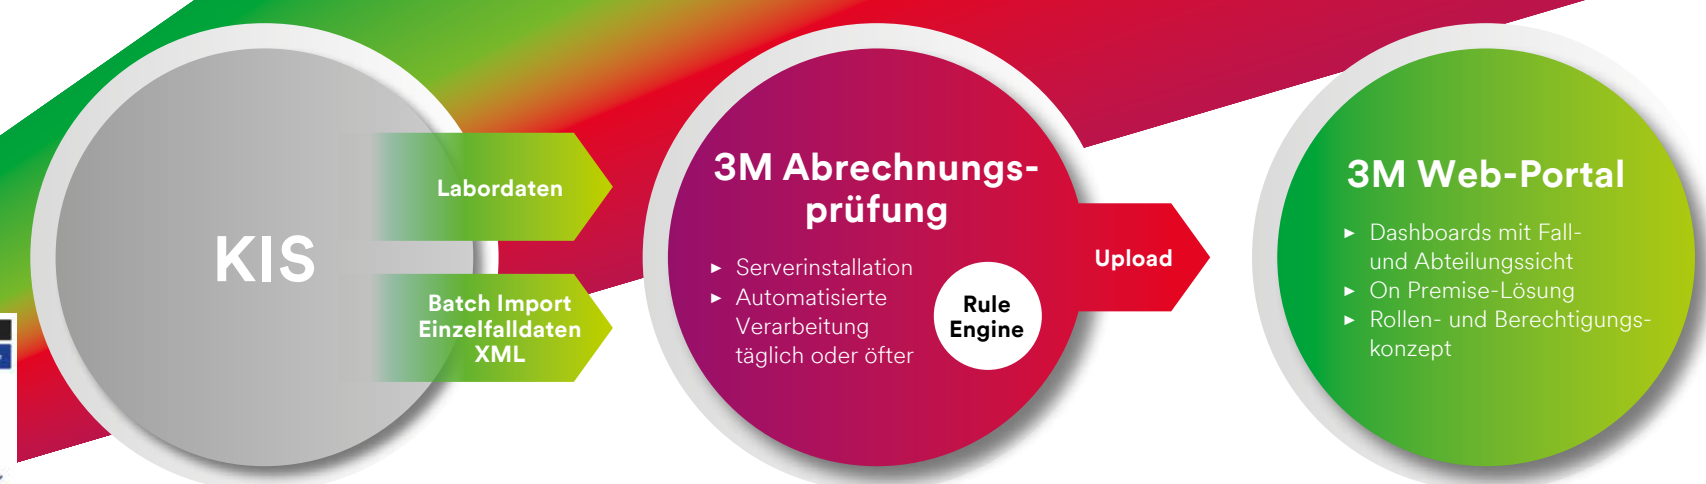 KIS
Labordaten
Batch Import
Einzelfalldaten
XML
3M Abrechnungs-
prüfung
▸ Serverinstallation
▸ Automatisierte
Verarbeitung
täglich oder öfter
Rule
Engine
Upload
3M Web-Portal
▸ Dashboards mit Fall-
und Abteilungssicht
▸ On Premise-Lösung
▸ Rollen- und Berechtigungs-
konzept